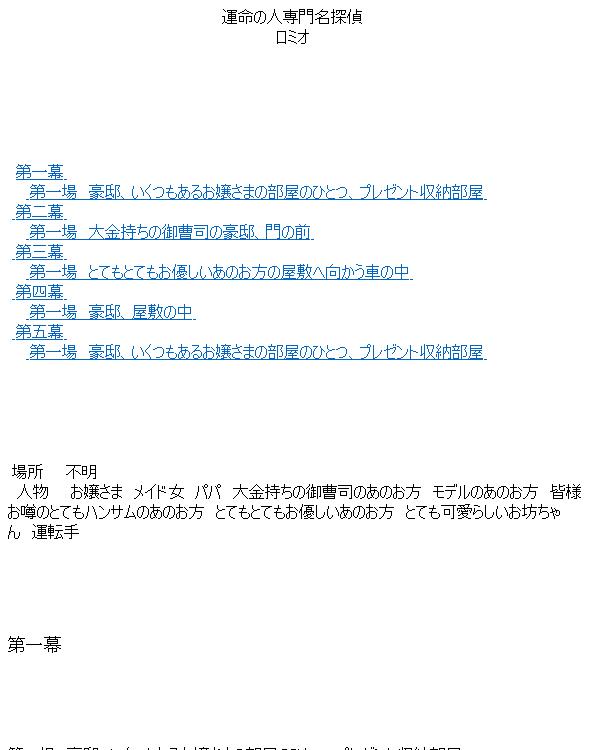 運命の人専門名探偵
ロミオ
第一幕
第一場　豪邸、いくつもあるお嬢さまの部屋のひとつ、プレゼント収納部屋
第二幕
第一場　大金持ちの御曹司の豪邸、門の前
第三幕
第一場　とてもとてもお優しいあのお方の屋敷へ向かう車の中
第四幕
第一場　豪邸、屋敷の中
第五幕
第一場　豪邸、いくつもあるお嬢さまの部屋のひとつ、プレゼント収納部屋
場所　不明
人物　お嬢さま　メイド女　パパ　大金持ちの御曹司のあのお方　モデルのあのお方　皆様
お噂のとてもハンサムのあのお方　とてもとてもお優しいあのお方　とても可愛らしいお坊ちゃ
ん　運転手
第一幕